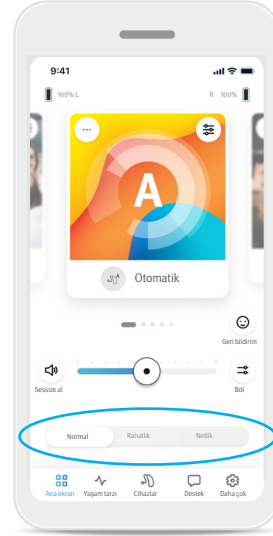 9:41
100% L
R 100%
A
Otomatik
Geri bildirim
Sessize al
Böl
Normal Rahatlık Netlik
Ana ekran Yaşam tarzı Cihazlar Destek Daha çok